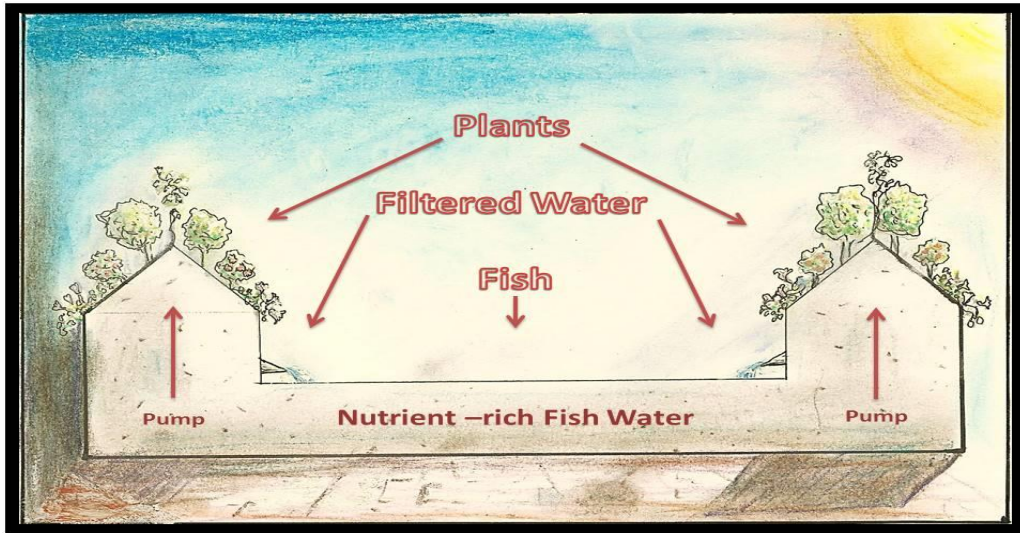 Plants
Filtered Water
Fish
Pump
Nutrient –rich Fish Water
Pump